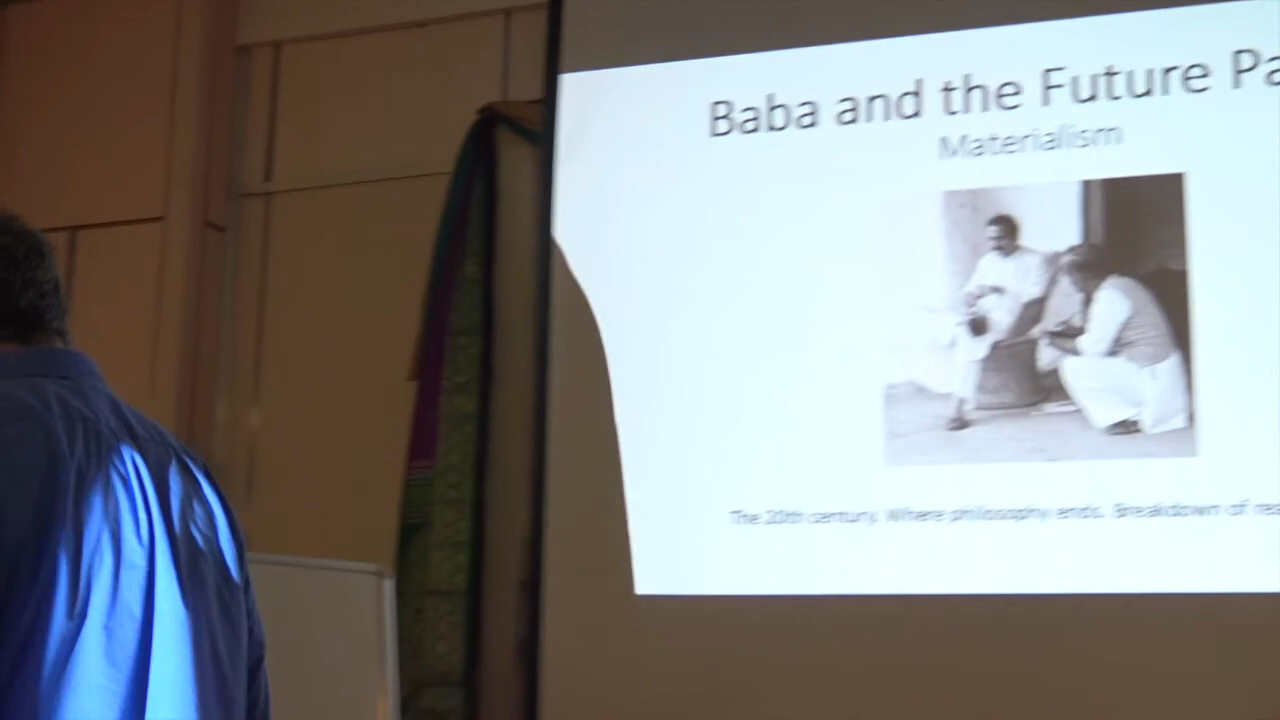 Baba and the Future Pa
Materialism
The 20th century. Where philosophy ends. Breakdown of rea